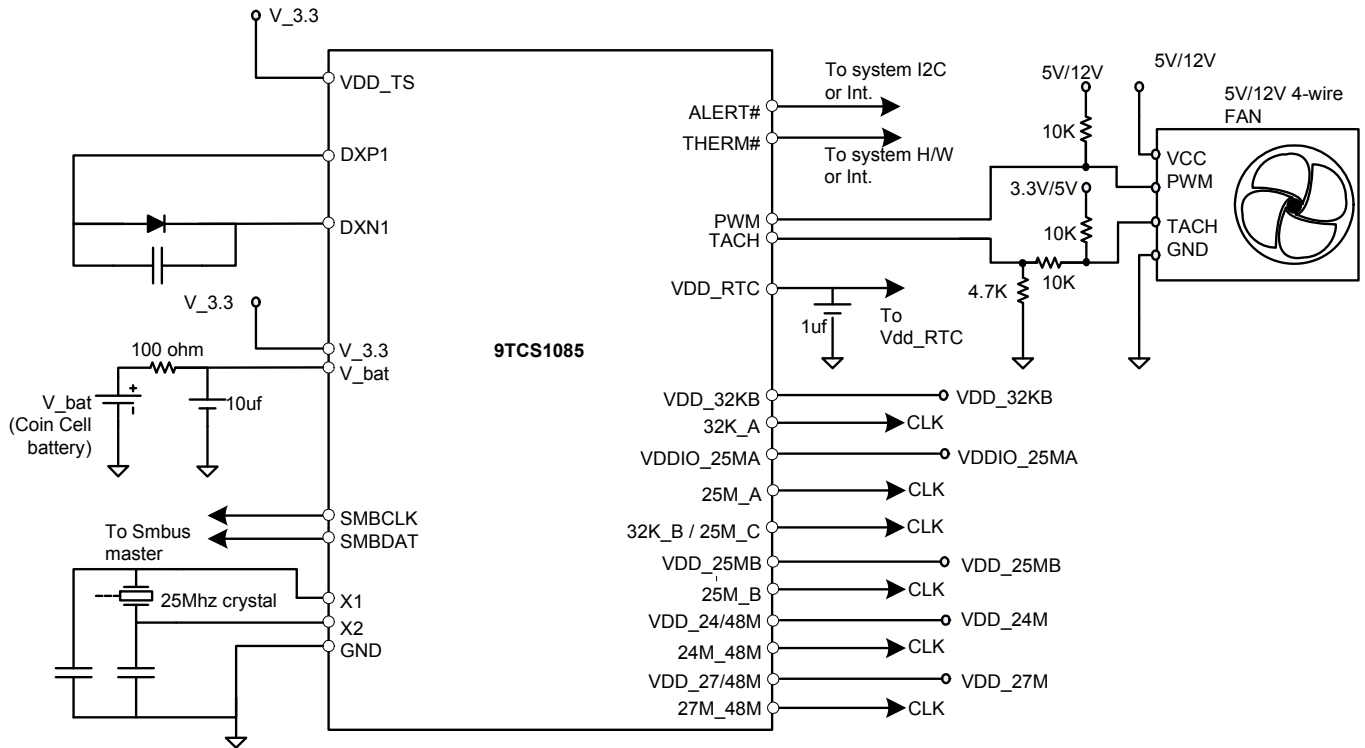 V_3.3
VDD_TS
DXP1
DXN1
V_3.3
V_3.3
100 ohm
V_bat
10uf
V_bat
(Coin Cell
battery)
SMBCLK
SMBDAT
To Smbus
master
25Mhz crystal
X1
X2
GND
9TCS1085
ALERT#
To system I2C
or Int.
THERM#
To system H/W
or Int.
PWM
TACH
VDD_RTC
1uf
To
Vdd_RTC
5V/12V
10K
3.3V/5V
10K
10K
4.7K
5V/12V
5V/12V 4-wire
FAN
VCC
PWM
TACH
GND
VDD_32KB
VDD_32KB
32K_A
CLK
VDDIO_25MA
VDDIO_25MA
25M_A
CLK
32K_B / 25M_C
CLK
VDD_25MB
VDD_25MB
25M_B
CLK
VDD_24/48M
VDD_24M
24M_48M
CLK
VDD_27/48M
VDD_27M
27M_48M
CLK